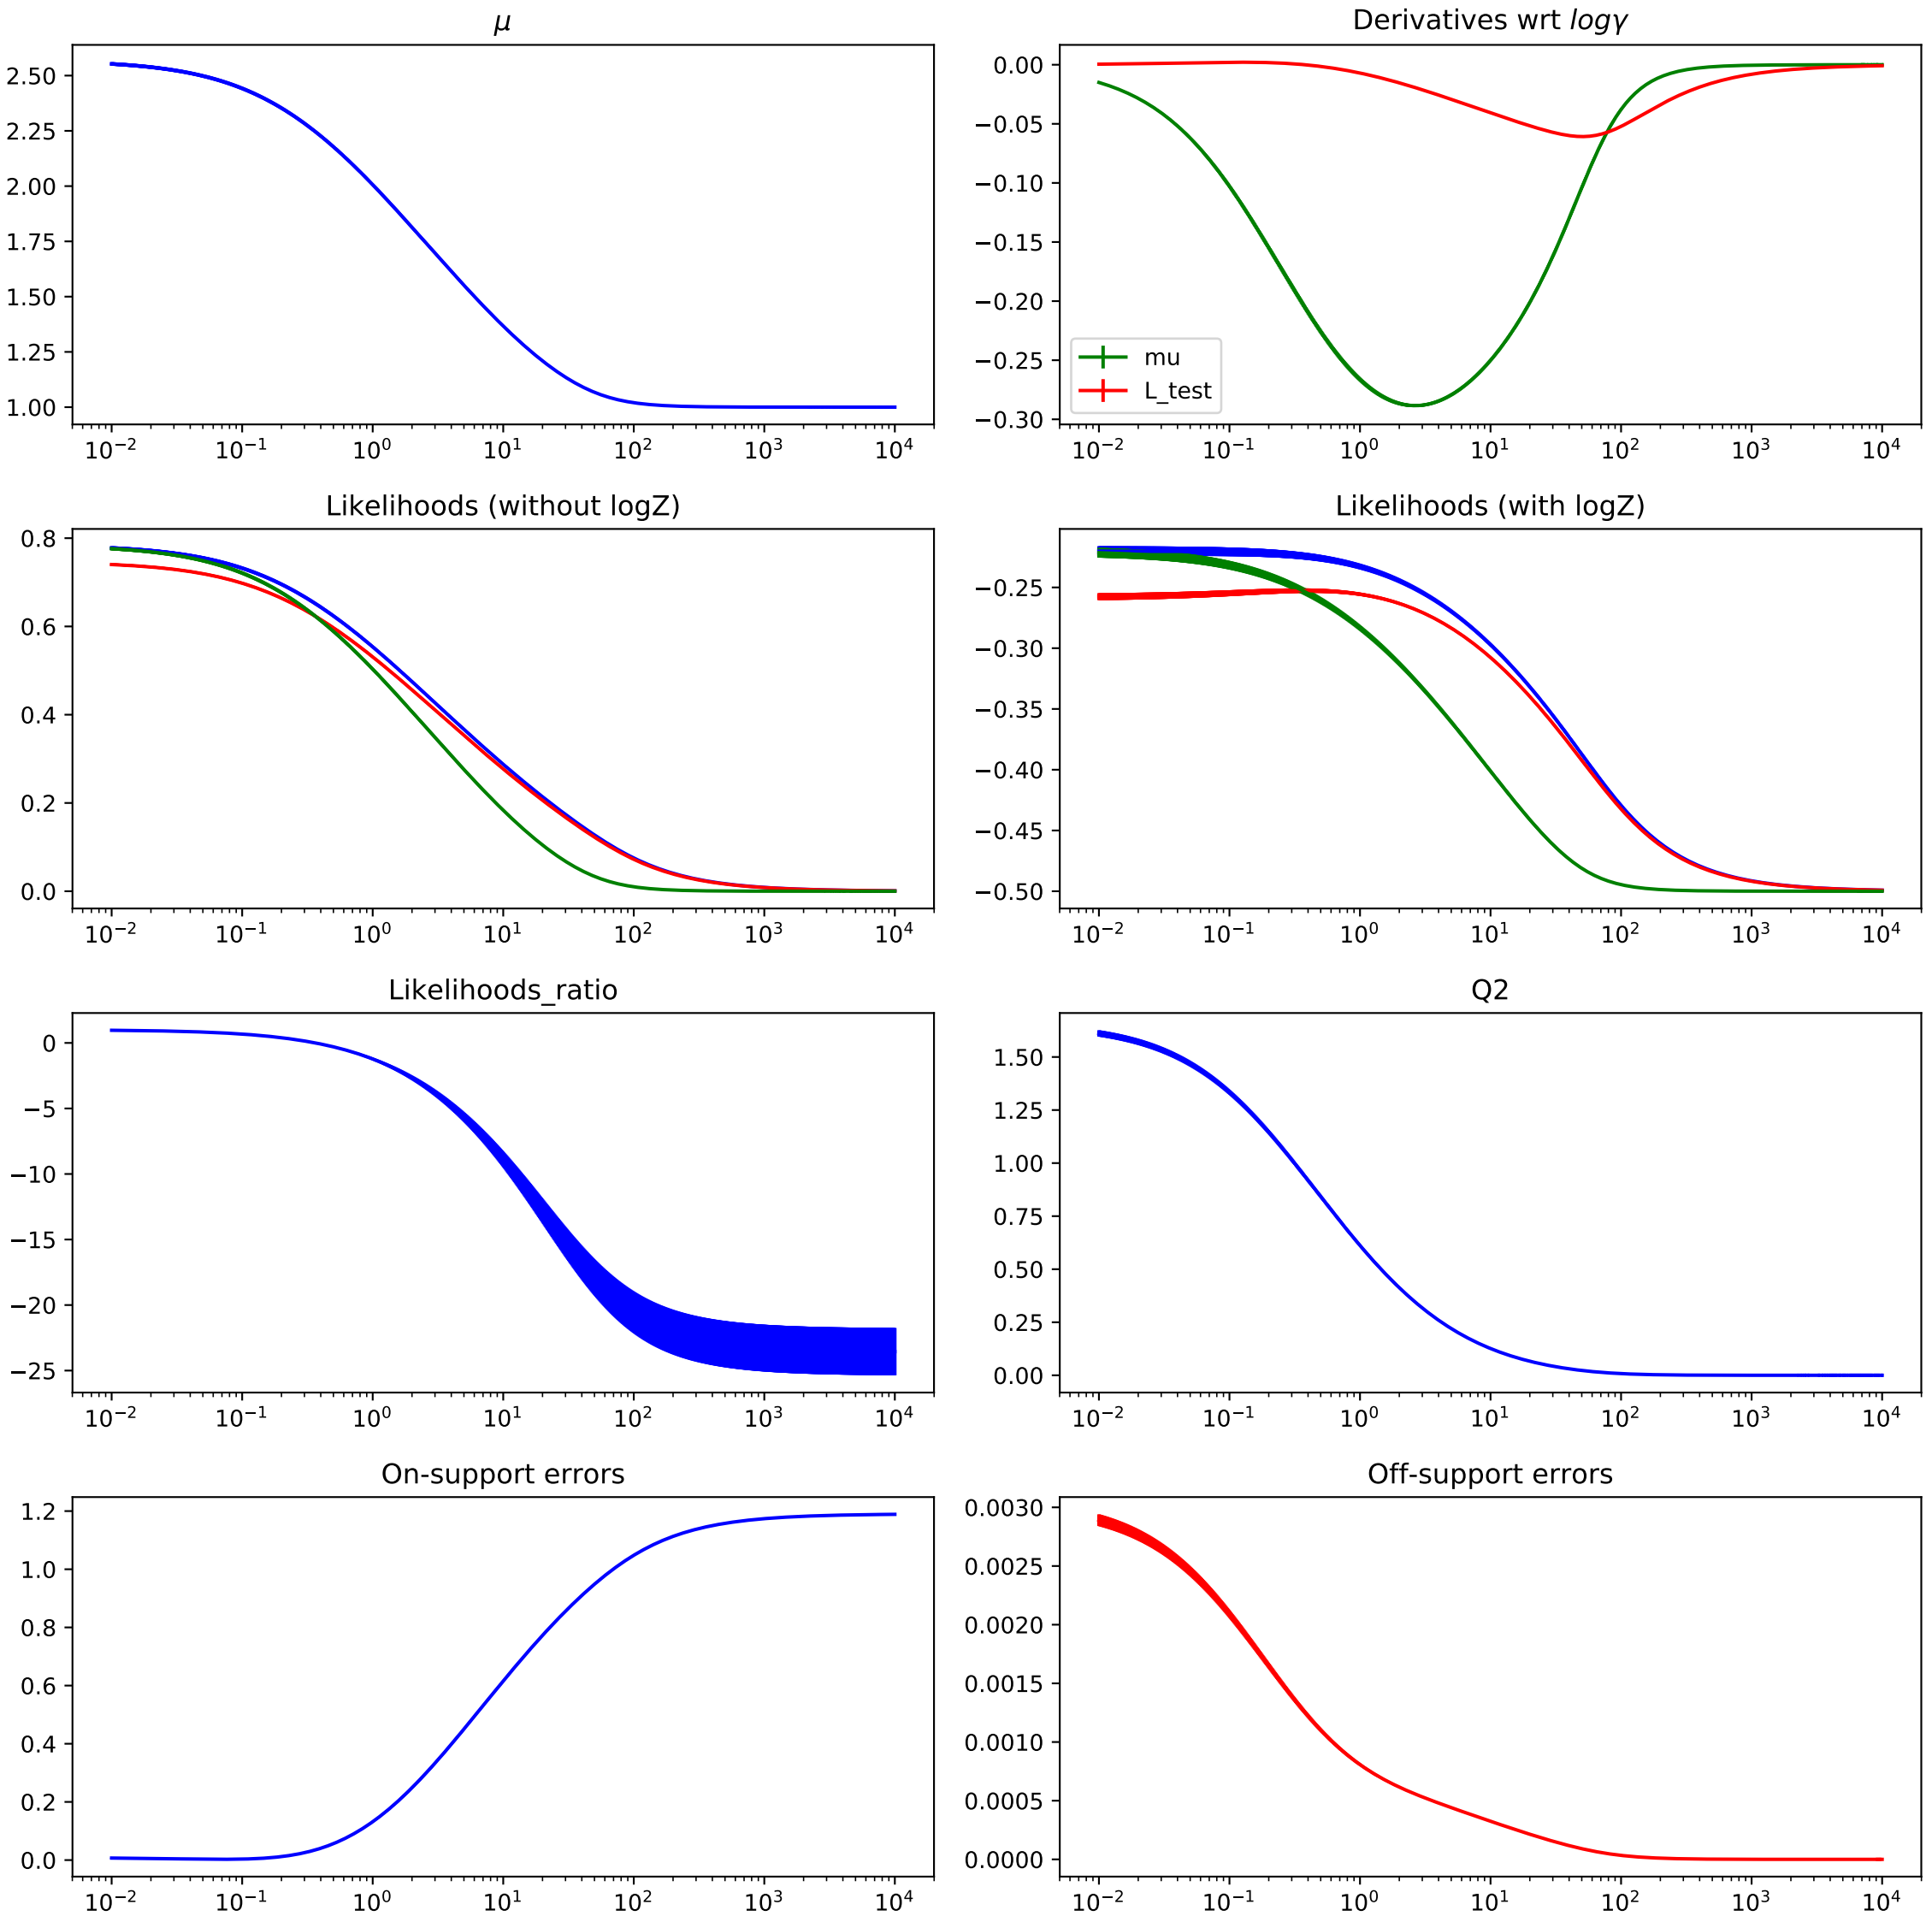 μ
2.50
2.25
2.00
1.75
1.50
1.25
1.00
10⁻² 10⁻¹ 10⁰ 10¹ 10² 10³ 10⁴
Derivatives wrt logγ
0.00
−0.05
−0.10
−0.15
−0.20
−0.25
−0.30
mu
L_test
10⁻² 10⁻¹ 10⁰ 10¹ 10² 10³ 10⁴
Likelihoods (without logZ)
0.8
0.6
0.4
0.2
0.0
10⁻² 10⁻¹ 10⁰ 10¹ 10² 10³ 10⁴
Likelihoods (with logZ)
−0.25
−0.30
−0.35
−0.40
−0.45
−0.50
10⁻² 10⁻¹ 10⁰ 10¹ 10² 10³ 10⁴
Likelihoods_ratio
0
−5
−10
−15
−20
−25
10⁻² 10⁻¹ 10⁰ 10¹ 10² 10³ 10⁴
Q2
1.50
1.25
1.00
0.75
0.50
0.25
0.00
10⁻² 10⁻¹ 10⁰ 10¹ 10² 10³ 10⁴
On-support errors
1.2
1.0
0.8
0.6
0.4
0.2
0.0
10⁻² 10⁻¹ 10⁰ 10¹ 10² 10³ 10⁴
Off-support errors
0.0030
0.0025
0.0020
0.0015
0.0010
0.0005
0.0000
10⁻² 10⁻¹ 10⁰ 10¹ 10² 10³ 10⁴